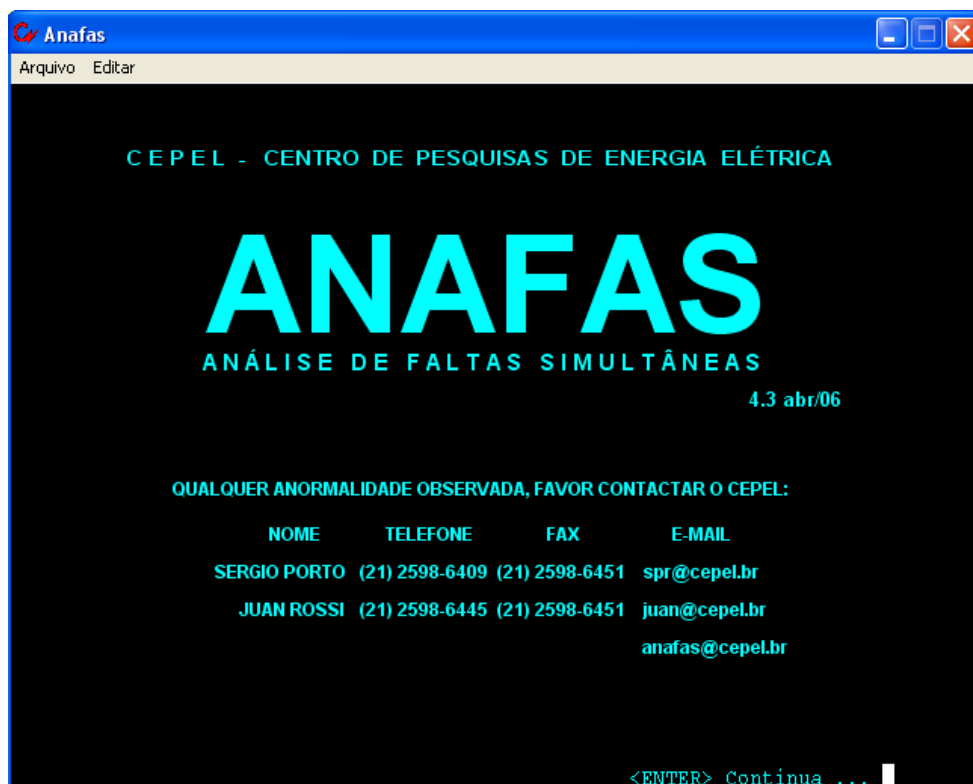 Anafas
Arquivo Editar
C E P E L - CENTRO DE PESQUISAS DE ENERGIA ELÉTRICA
ANAFAS
ANÁLISE DE FALTAS SIMULTÂNEAS
4.3 abr/06
QUALQUER ANORMALIDADE OBSERVADA, FAVOR CONTACTAR O CEPEL:
NOME TELEFONE FAX E-MAIL
SERGIO PORTO (21) 2598-6409 (21) 2598-6451 spr@cepel.br
JUAN ROSSI (21) 2598-6445 (21) 2598-6451 juan@cepel.br
anafas@cepel.br
<ENTER> Continua ...